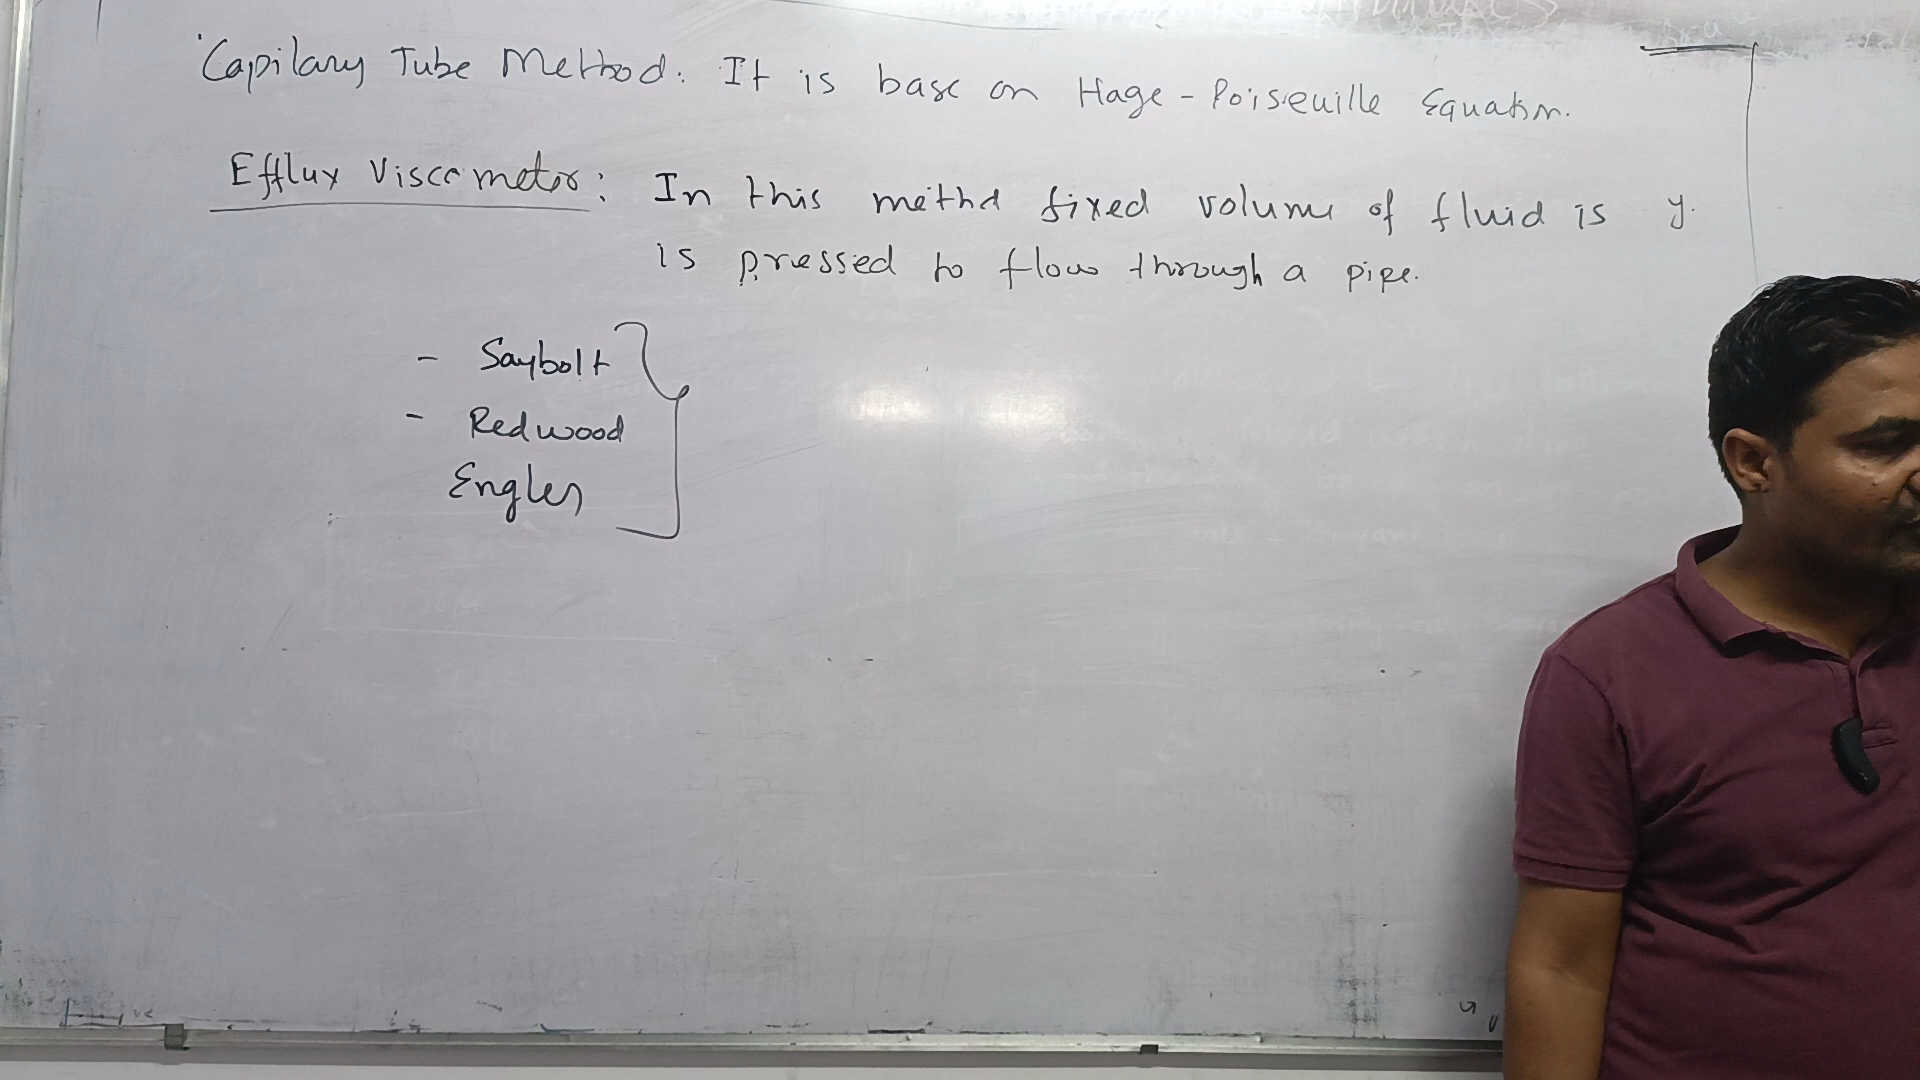 Capilary Tube Method: It is base on Hage-Poiseuille Equation.
Efflux Viscometer: In this methd fixed volume of fluid is y.
is pressed to flow through a pipe.
- Saybolt
- Redwood
Engler